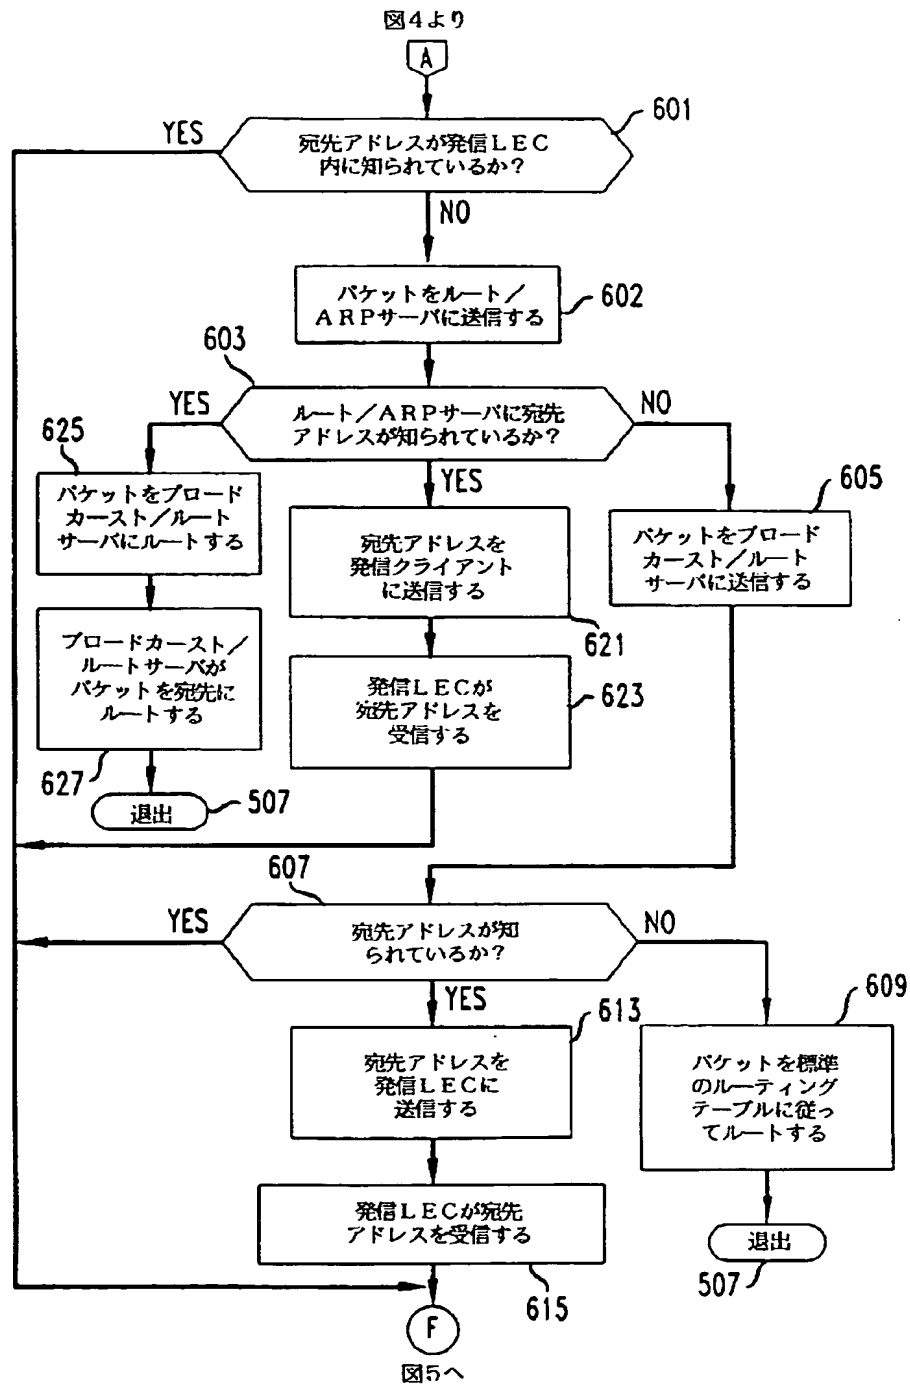 図4より
A
601
YES
宛先アドレスが発信LEC
内に知られているか?
NO
パケットをルート/
ARPサーバに送信する
602
603
YES
ルート/ARPサーバに宛先
アドレスが知られているか?
NO
625
パケットをブロード
カースト/ルート
サーバにルートする
YES
宛先アドレスを
発信クライアント
に送信する
621
605
パケットをブロード
カースト/ルート
サーバに送信する
ブロードカースト/
ルートサーバが
パケットを宛先に
ルートする
627
発信LECが
宛先アドレスを
受信する
623
退出
507
607
YES
宛先アドレスが知
られているか?
NO
YES
613
宛先アドレスを
発信LECに
送信する
609
パケットを標準
のルーティング
テーブルに従っ
てルートする
発信LECが宛先
アドレスを受信する
615
退出
507
F
図5へ